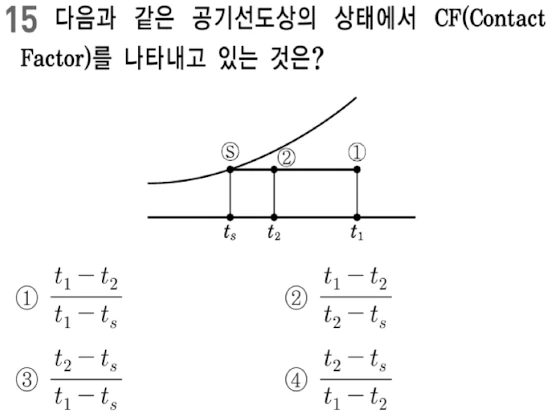 15 다음과 같은 공기선도상의 상태에서 CF(Contact
Factor)를 나타내고 있는 것은?
Ⓢ ② ①
tₛ t₂ t₁
① (t₁ − t₂)/(t₁ − tₛ) ② (t₁ − t₂)/(t₂ − tₛ)
③ (t₂ − tₛ)/(t₁ − tₛ) ④ (t₂ − tₛ)/(t₁ − t₂)